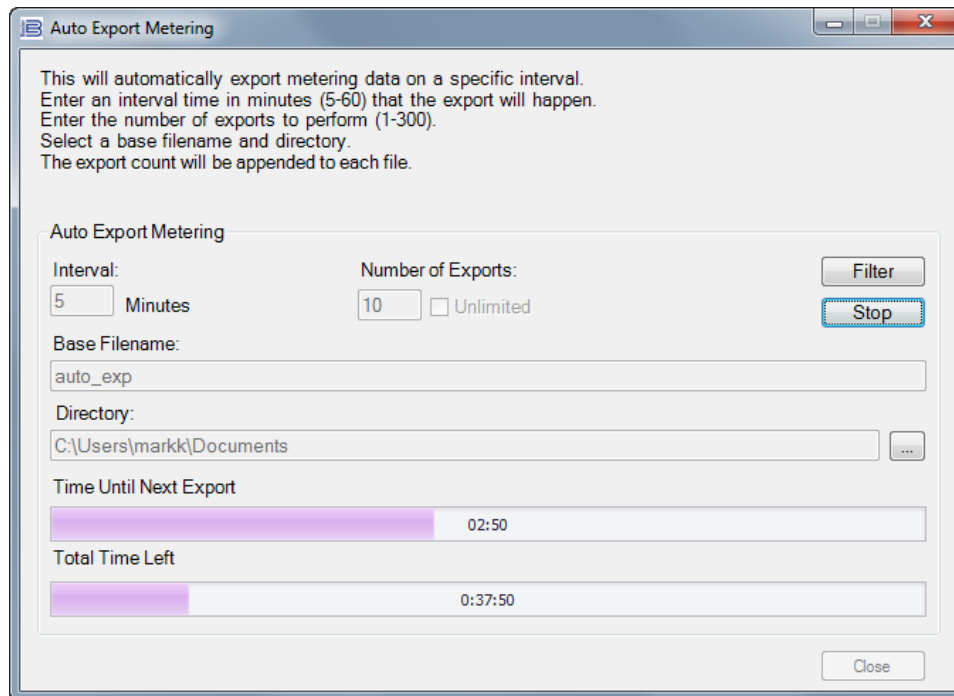 Auto Export Metering
This will automatically export metering data on a specific interval.
Enter an interval time in minutes (5-60) that the export will happen.
Enter the number of exports to perform (1-300).
Select a base filename and directory.
The export count will be appended to each file.
Auto Export Metering
Interval:
Number of Exports:
Filter
5 Minutes
10 Unlimited
Stop
Base Filename:
auto_exp
Directory:
C:\Users\markk\Documents
...
Time Until Next Export
02:50
Total Time Left
0:37:50
Close